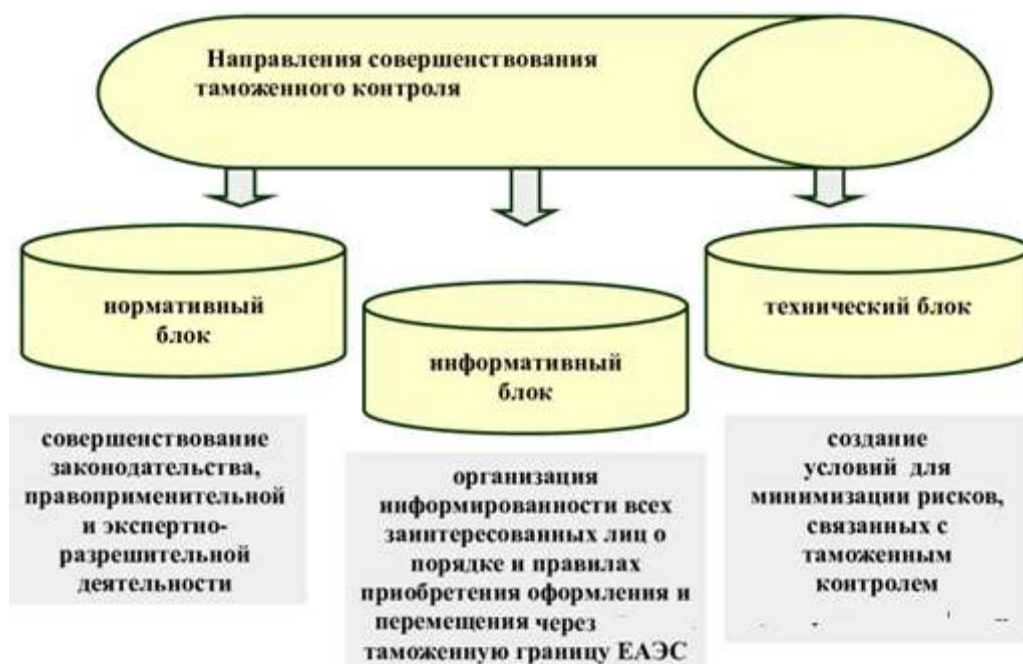 Направления совершенствования
таможенного контроля
нормативный
блок
информативный
блок
технический блок
совершенствование
законодательства,
правоприменительной
и экспертно-
разрешительной
деятельности
организация
информированности всех
заинтересованных лиц о
порядке и правилах
приобретения оформления и
перемещения через
таможенную границу ЕАЭС
создание
условий для
минимизации рисков,
связанных с
таможенным
контролем